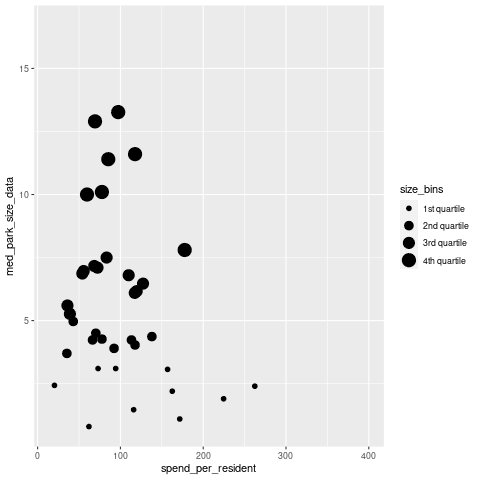 15
10
5
0
100
200
300
400
spend_per_resident
med_park_size_data
size_bins
1st quartile
2nd quartile
3rd quartile
4th quartile